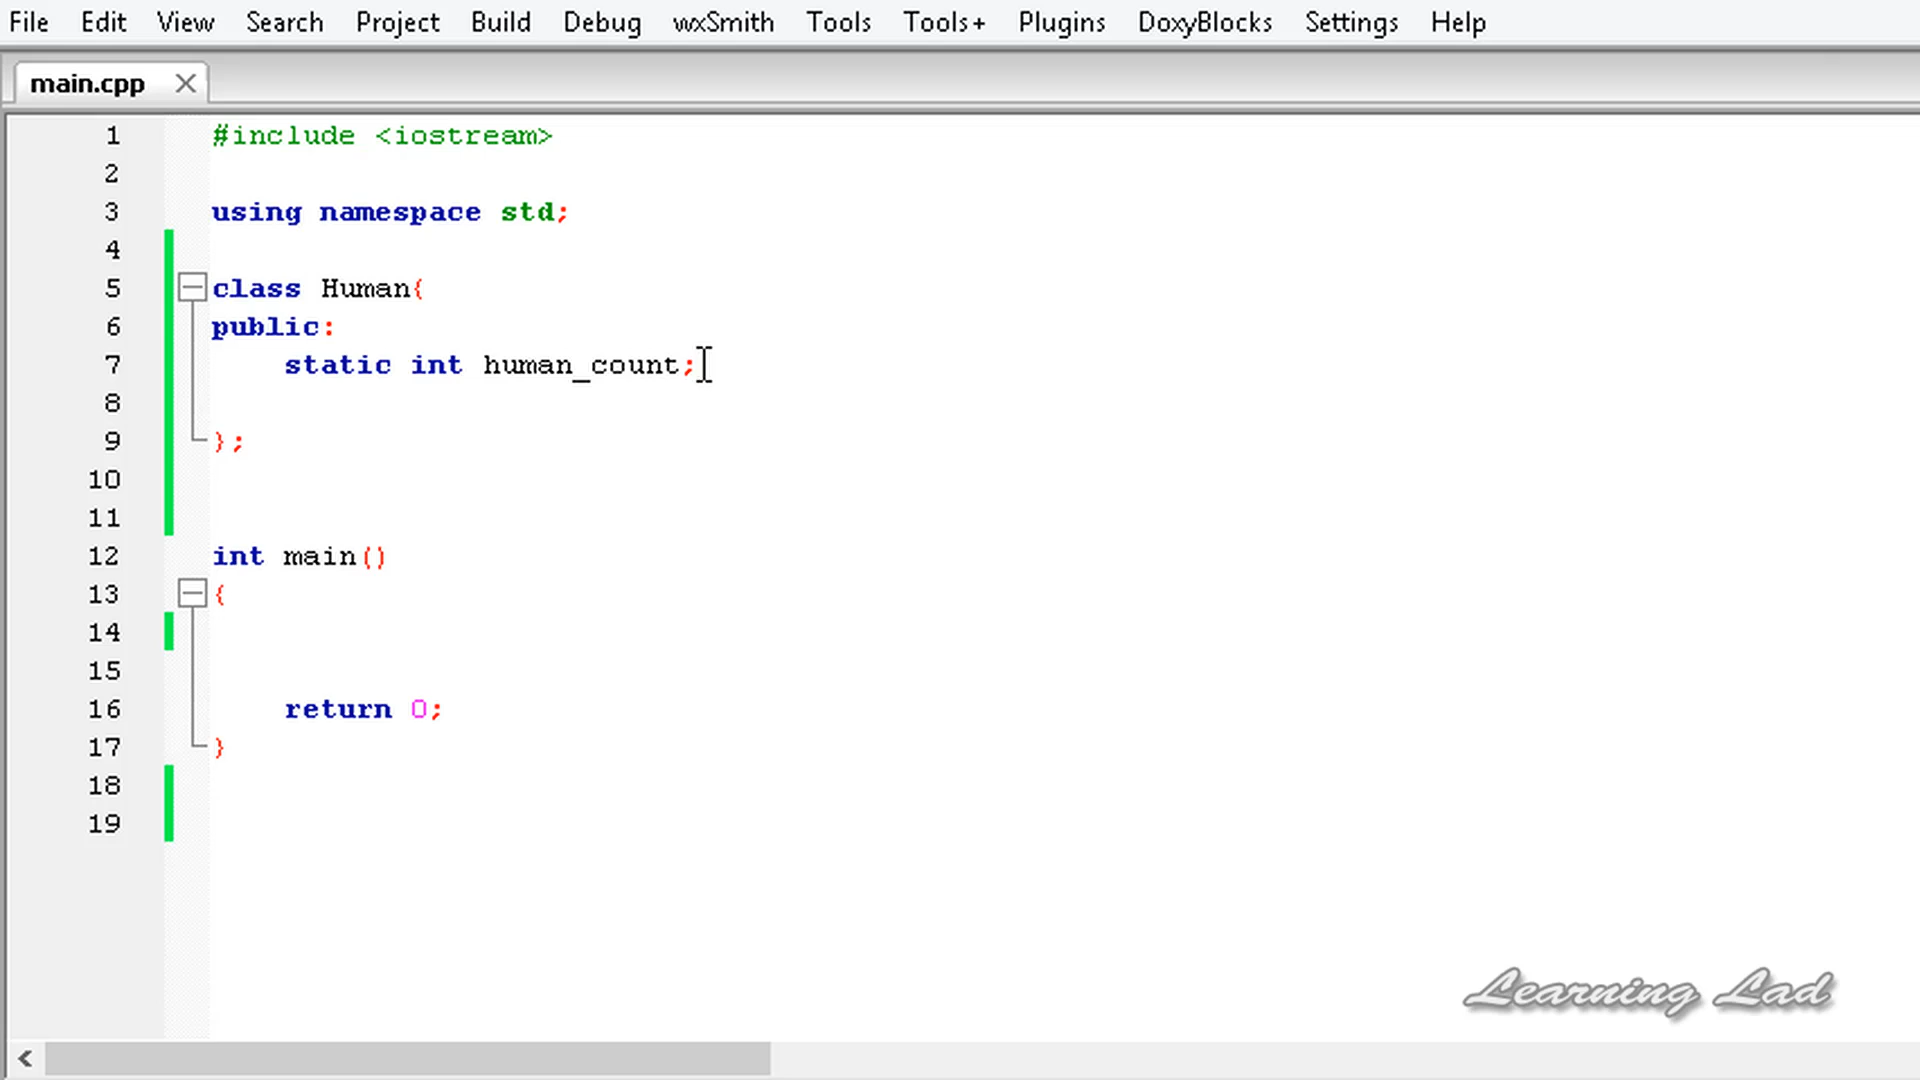 File Edit View Search Project Build Debug wxSmith Tools Tools+ Plugins DoxyBlocks Settings Help
main.cpp
1 #include <iostream>
2
3 using namespace std;
4
5 class Human{
6 public:
7 static int human_count;
8
9 };
10
11
12 int main()
13 {
14
15
16 return 0;
17 }
18
19
Learning Lad